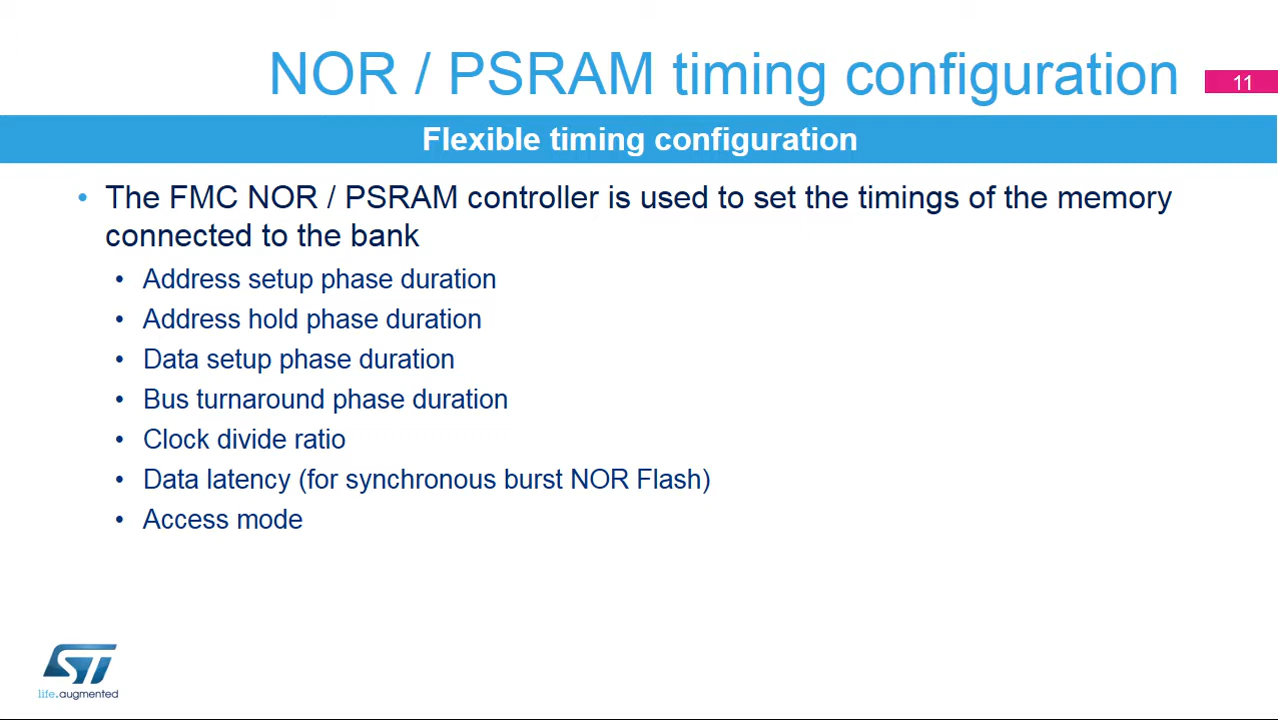 NOR / PSRAM timing configuration
11
Flexible timing configuration
• The FMC NOR / PSRAM controller is used to set the timings of the memory
connected to the bank
• Address setup phase duration
• Address hold phase duration
• Data setup phase duration
• Bus turnaround phase duration
• Clock divide ratio
• Data latency (for synchronous burst NOR Flash)
• Access mode
ST
life.augmented